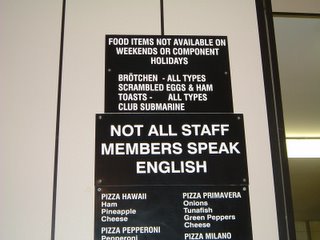 FOOD ITEMS NOT AVAILABLE ON
WEEKENDS OR COMPONENT
HOLIDAYS
BRÖTCHEN - ALL TYPES
SCRAMBLED EGGS & HAM
TOASTS - ALL TYPES
CLUB SUBMARINE
NOT ALL STAFF
MEMBERS SPEAK
ENGLISH
PIZZA HAWAII
Ham
Pineapple
Cheese
PIZZA PEPPERONI
Pepperoni
PIZZA PRIMAVERA
Onions
Tunafish
Green Peppers
Cheese
PIZZA MILANO